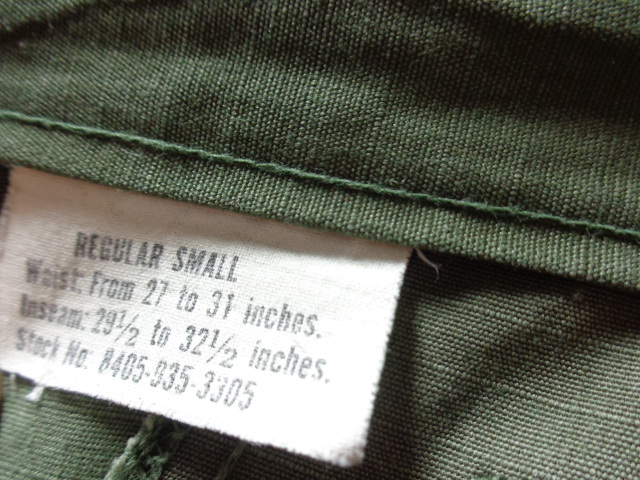 REGULAR SMALL
Waist: From 27 to 31 inches.
Inseam: 29½ to 32½ inches.
Stock No: 8405-935-3305